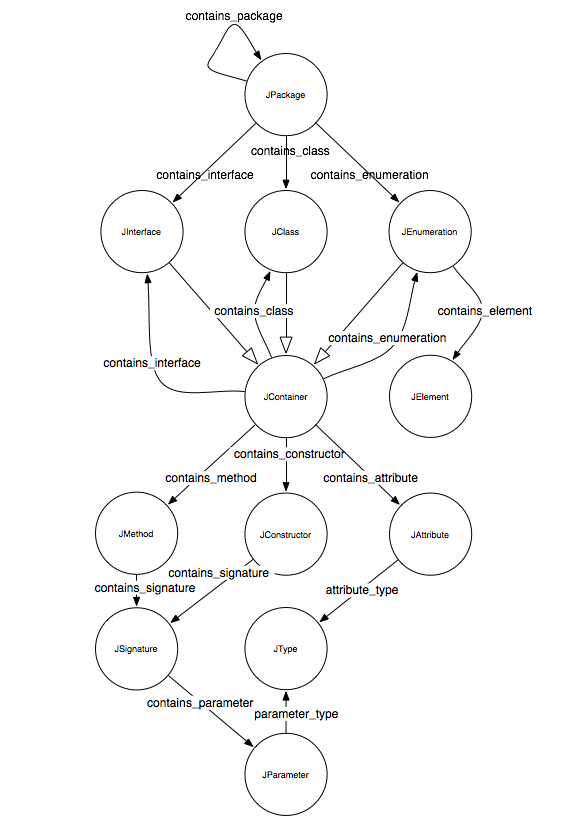 contains_package
JPackage
contains_class
contains_interface
contains_enumeration
JInterface
JClass
JEnumeration
contains_class
contains_element
contains_enumeration
contains_interface
JContainer
JElement
contains_constructor
contains_method
contains_attribute
JMethod
JConstructor
JAttribute
contains_signature
contains_signature
attribute_type
JSignature
JType
contains_parameter
parameter_type
JParameter